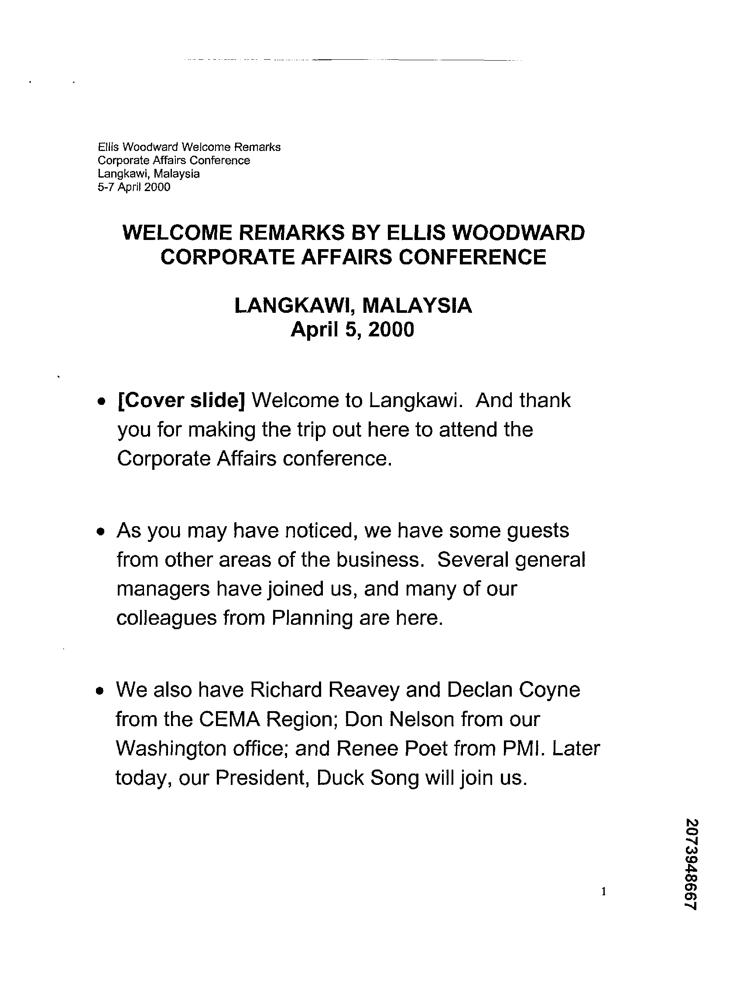 Ellis Woodward Welcome Remarks
Corporate Affairs Conference
Langkawi, Malaysia
5-7 April 2000
WELCOME REMARKS BY ELLIS WOODWARD
CORPORATE AFFAIRS CONFERENCE
LANGKAWI, MALAYSIA
April 5, 2000
• [Cover slide] Welcome to Langkawi. And thank
you for making the trip out here to attend the
Corporate Affairs conference.
• As you may have noticed, we have some guests
from other areas of the business. Several general
managers have joined us, and many of our
colleagues from Planning are here.
• We also have Richard Reavey and Declan Coyne
from the CEMA Region; Don Nelson from our
Washington office; and Renee Poet from PMI. Later
today, our President, Duck Song will join us.
1
2073948667